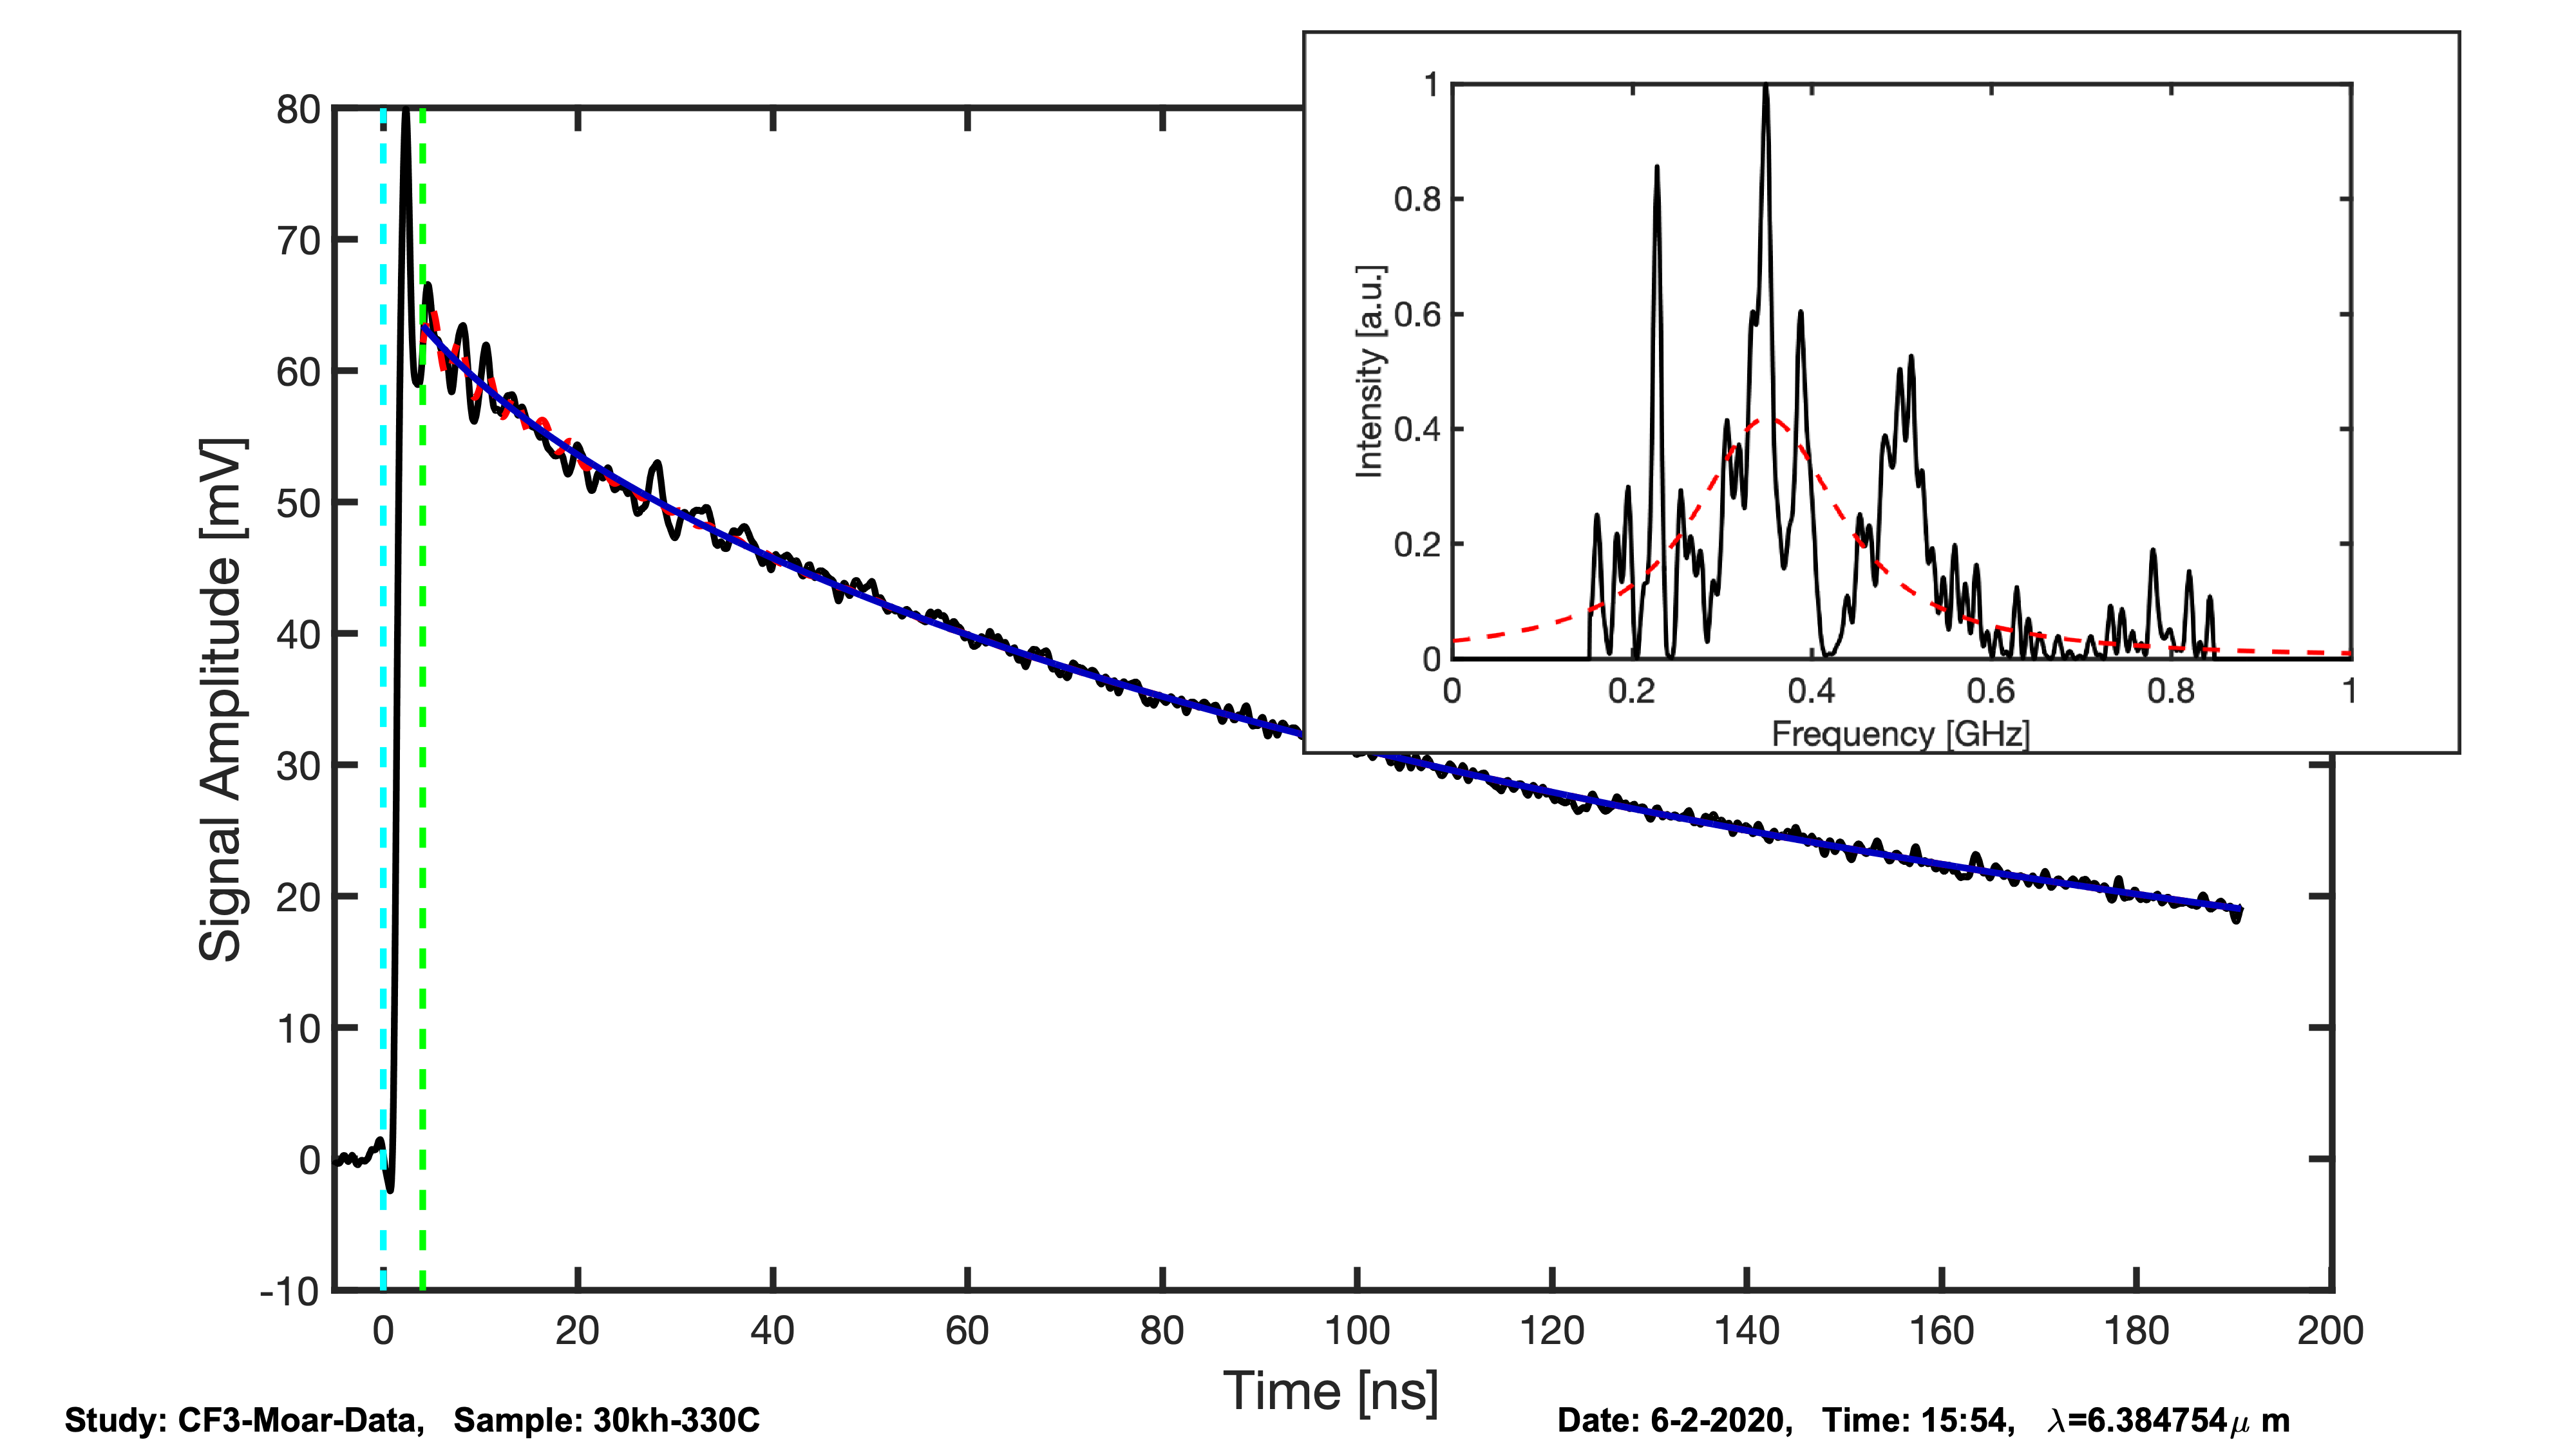 80
70
60
50
40
30
20
10
0
-10
Signal Amplitude [mV]
0 20 40 60 80 100 120 140 160 180 200
Time [ns]
1
0.8
0.6
0.4
0.2
0
Intensity [a.u.]
0 0.2 0.4 0.6 0.8 1
Frequency [GHz]
Study: CF3-Moar-Data, Sample: 30kh-330C
Date: 6-2-2020, Time: 15:54, λ=6.384754μ m